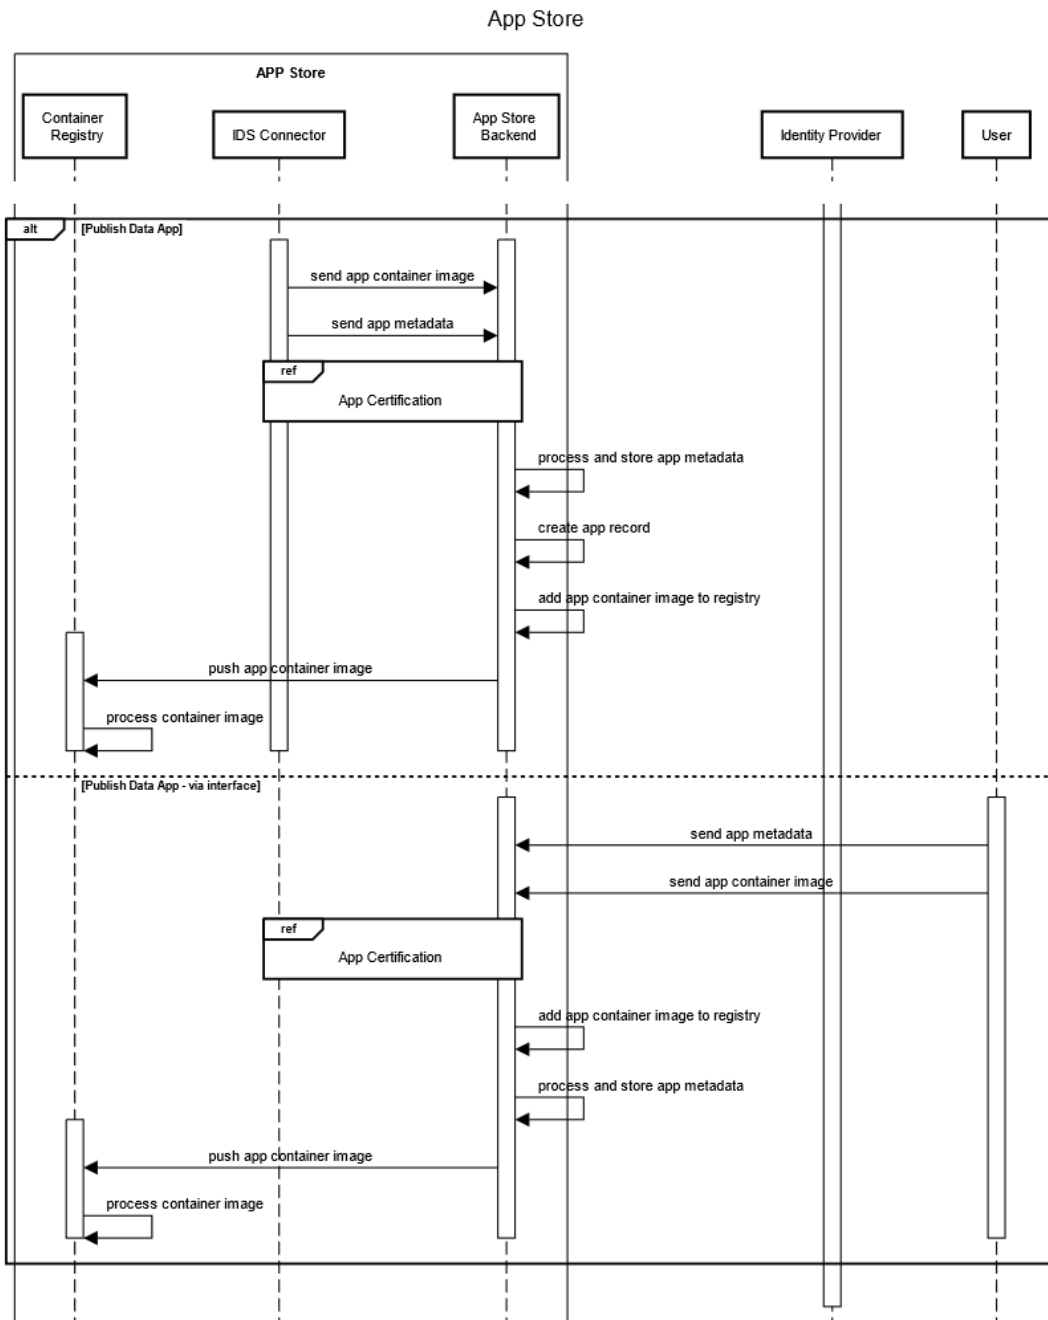 App Store
APP Store
Container
Registry
IDS Connector
App Store
Backend
Identity Provider
User
alt
[Publish Data App]
send app container image
send app metadata
ref
App Certification
process and store app metadata
create app record
add app container image to registry
push app container image
process container image
[Publish Data App - via interface]
send app metadata
send app container image
ref
App Certification
add app container image to registry
process and store app metadata
push app container image
process container image